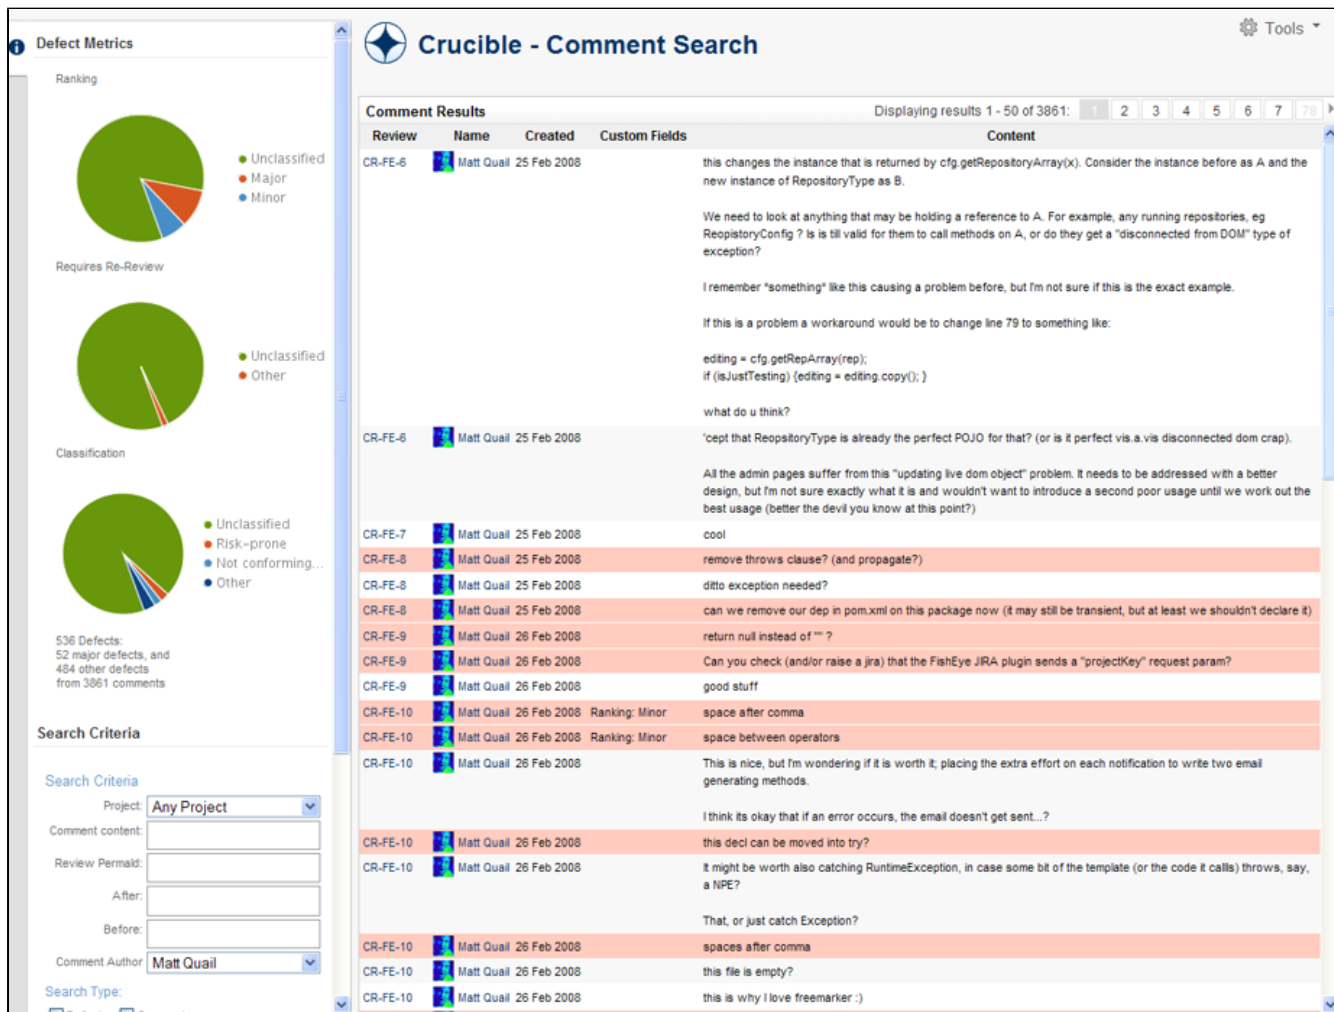 Defect Metrics
Ranking
Unclassified
Major
Minor
Requires Re-Review
Unclassified
Other
Classification
Unclassified
Risk-prone
Not conforming...
Other
536 Defects:
52 major defects, and
484 other defects
from 3861 comments
Search Criteria
Search Criteria
Project: Any Project
Comment content:
Review PermaId:
After:
Before:
Comment Author Matt Quail
Search Type:
Crucible - Comment Search
Tools
Comment Results Displaying results 1 - 50 of 3861: 1 2 3 4 5 6 7 78
Review Name Created Custom Fields Content
CR-FE-6 Matt Quail 25 Feb 2008 this changes the instance that is returned by cfg.getRepositoryArray(x). Consider the instance before as A and the
new instance of RepositoryType as B.
We need to look at anything that may be holding a reference to A. For example, any running repositories, eg
ReopistoryConfig ? Is is till valid for them to call methods on A, or do they get a "disconnected from DOM" type of
exception?
I remember *something* like this causing a problem before, but I'm not sure if this is the exact example.
If this is a problem a workaround would be to change line 79 to something like:
editing = cfg.getRepArray(rep);
if (isJustTesting) {editing = editing.copy(); }
what do u think?
CR-FE-6 Matt Quail 25 Feb 2008 'cept that ReopsitoryType is already the perfect POJO for that? (or is it perfect vis.a.vis disconnected dom crap).
All the admin pages suffer from this "updating live dom object" problem. It needs to be addressed with a better
design, but I'm not sure exactly what it is and wouldn't want to introduce a second poor usage until we work out the
best usage (better the devil you know at this point?)
CR-FE-7 Matt Quail 25 Feb 2008 cool
CR-FE-8 Matt Quail 25 Feb 2008 remove throws clause? (and propagate?)
CR-FE-8 Matt Quail 25 Feb 2008 ditto exception needed?
CR-FE-8 Matt Quail 25 Feb 2008 can we remove our dep in pom.xml on this package now (it may still be transient, but at least we shouldn't declare it)
CR-FE-9 Matt Quail 26 Feb 2008 return null instead of "" ?
CR-FE-9 Matt Quail 26 Feb 2008 Can you check (and/or raise a jira) that the FishEye JIRA plugin sends a "projectKey" request param?
CR-FE-9 Matt Quail 26 Feb 2008 good stuff
CR-FE-10 Matt Quail 26 Feb 2008 Ranking: Minor space after comma
CR-FE-10 Matt Quail 26 Feb 2008 Ranking: Minor space between operators
CR-FE-10 Matt Quail 26 Feb 2008 This is nice, but I'm wondering if it is worth it; placing the extra effort on each notification to write two email
generating methods.
I think its okay that if an error occurs, the email doesn't get sent...?
CR-FE-10 Matt Quail 26 Feb 2008 this decl can be moved into try?
CR-FE-10 Matt Quail 26 Feb 2008 It might be worth also catching RuntimeException, in case some bit of the template (or the code it callls) throws, say,
a NPE?
That, or just catch Exception?
CR-FE-10 Matt Quail 26 Feb 2008 spaces after comma
CR-FE-10 Matt Quail 26 Feb 2008 this file is empty?
CR-FE-10 Matt Quail 26 Feb 2008 this is why I love freemarker :)